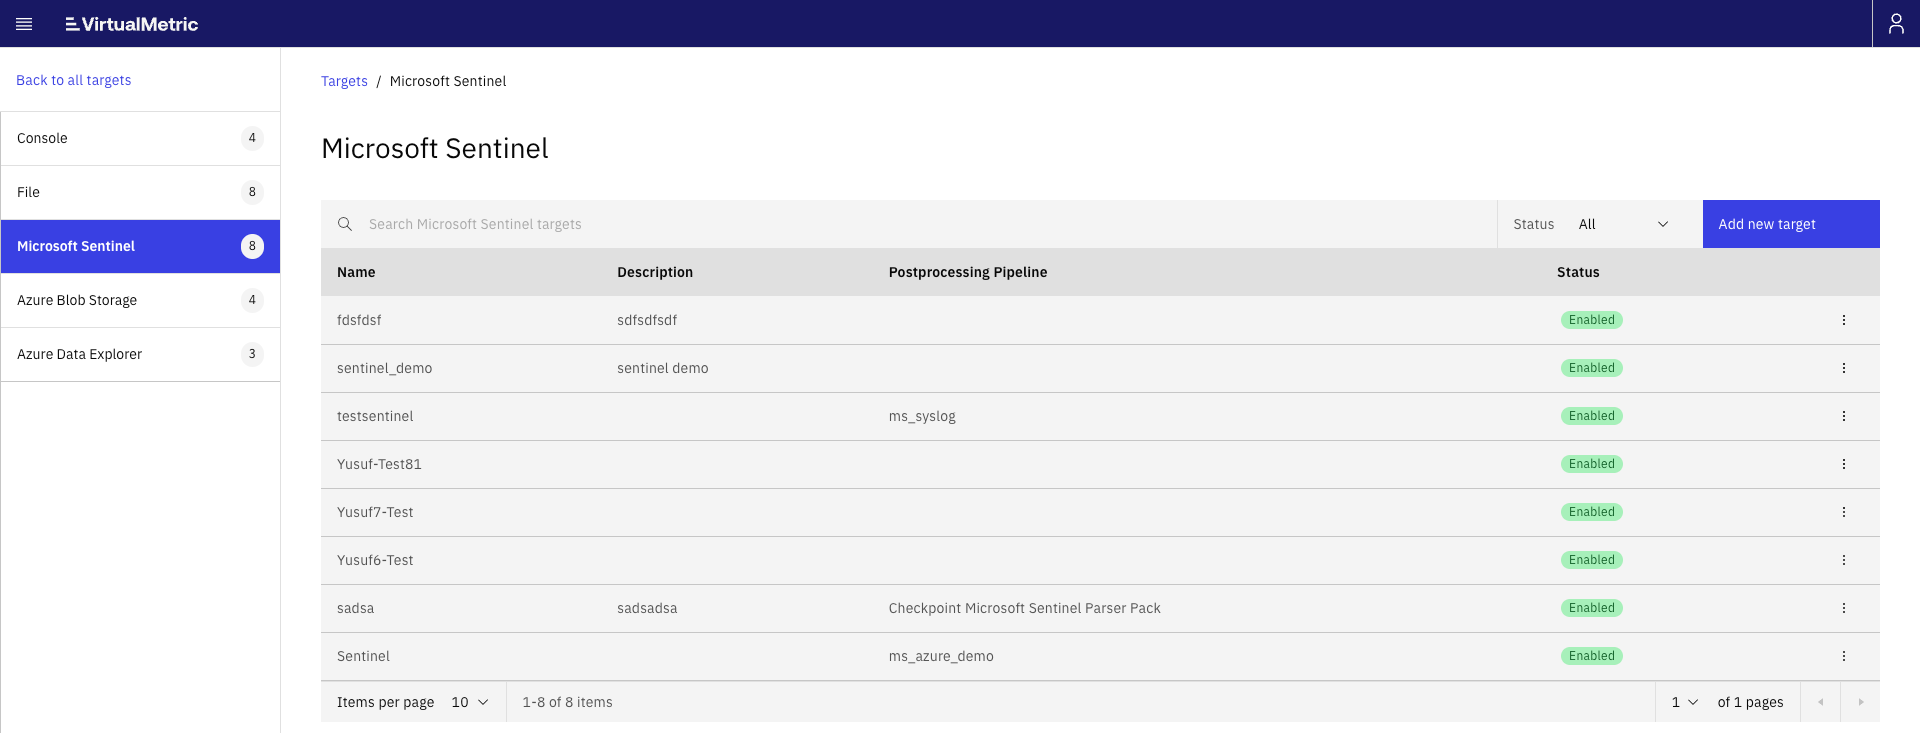 VirtualMetric
Back to all targets
Console 4
File 8
Microsoft Sentinel 8
Azure Blob Storage 4
Azure Data Explorer 3
Targets / Microsoft Sentinel
Microsoft Sentinel
Search Microsoft Sentinel targets Status All Add new target
Name Description Postprocessing Pipeline Status
fdsfdsf sdfsdfsdf Enabled
sentinel_demo sentinel demo Enabled
testsentinel ms_syslog Enabled
Yusuf-Test81 Enabled
Yusuf7-Test Enabled
Yusuf6-Test Enabled
sadsa sadsadsa Checkpoint Microsoft Sentinel Parser Pack Enabled
Sentinel ms_azure_demo Enabled
Items per page 10 1-8 of 8 items 1 of 1 pages